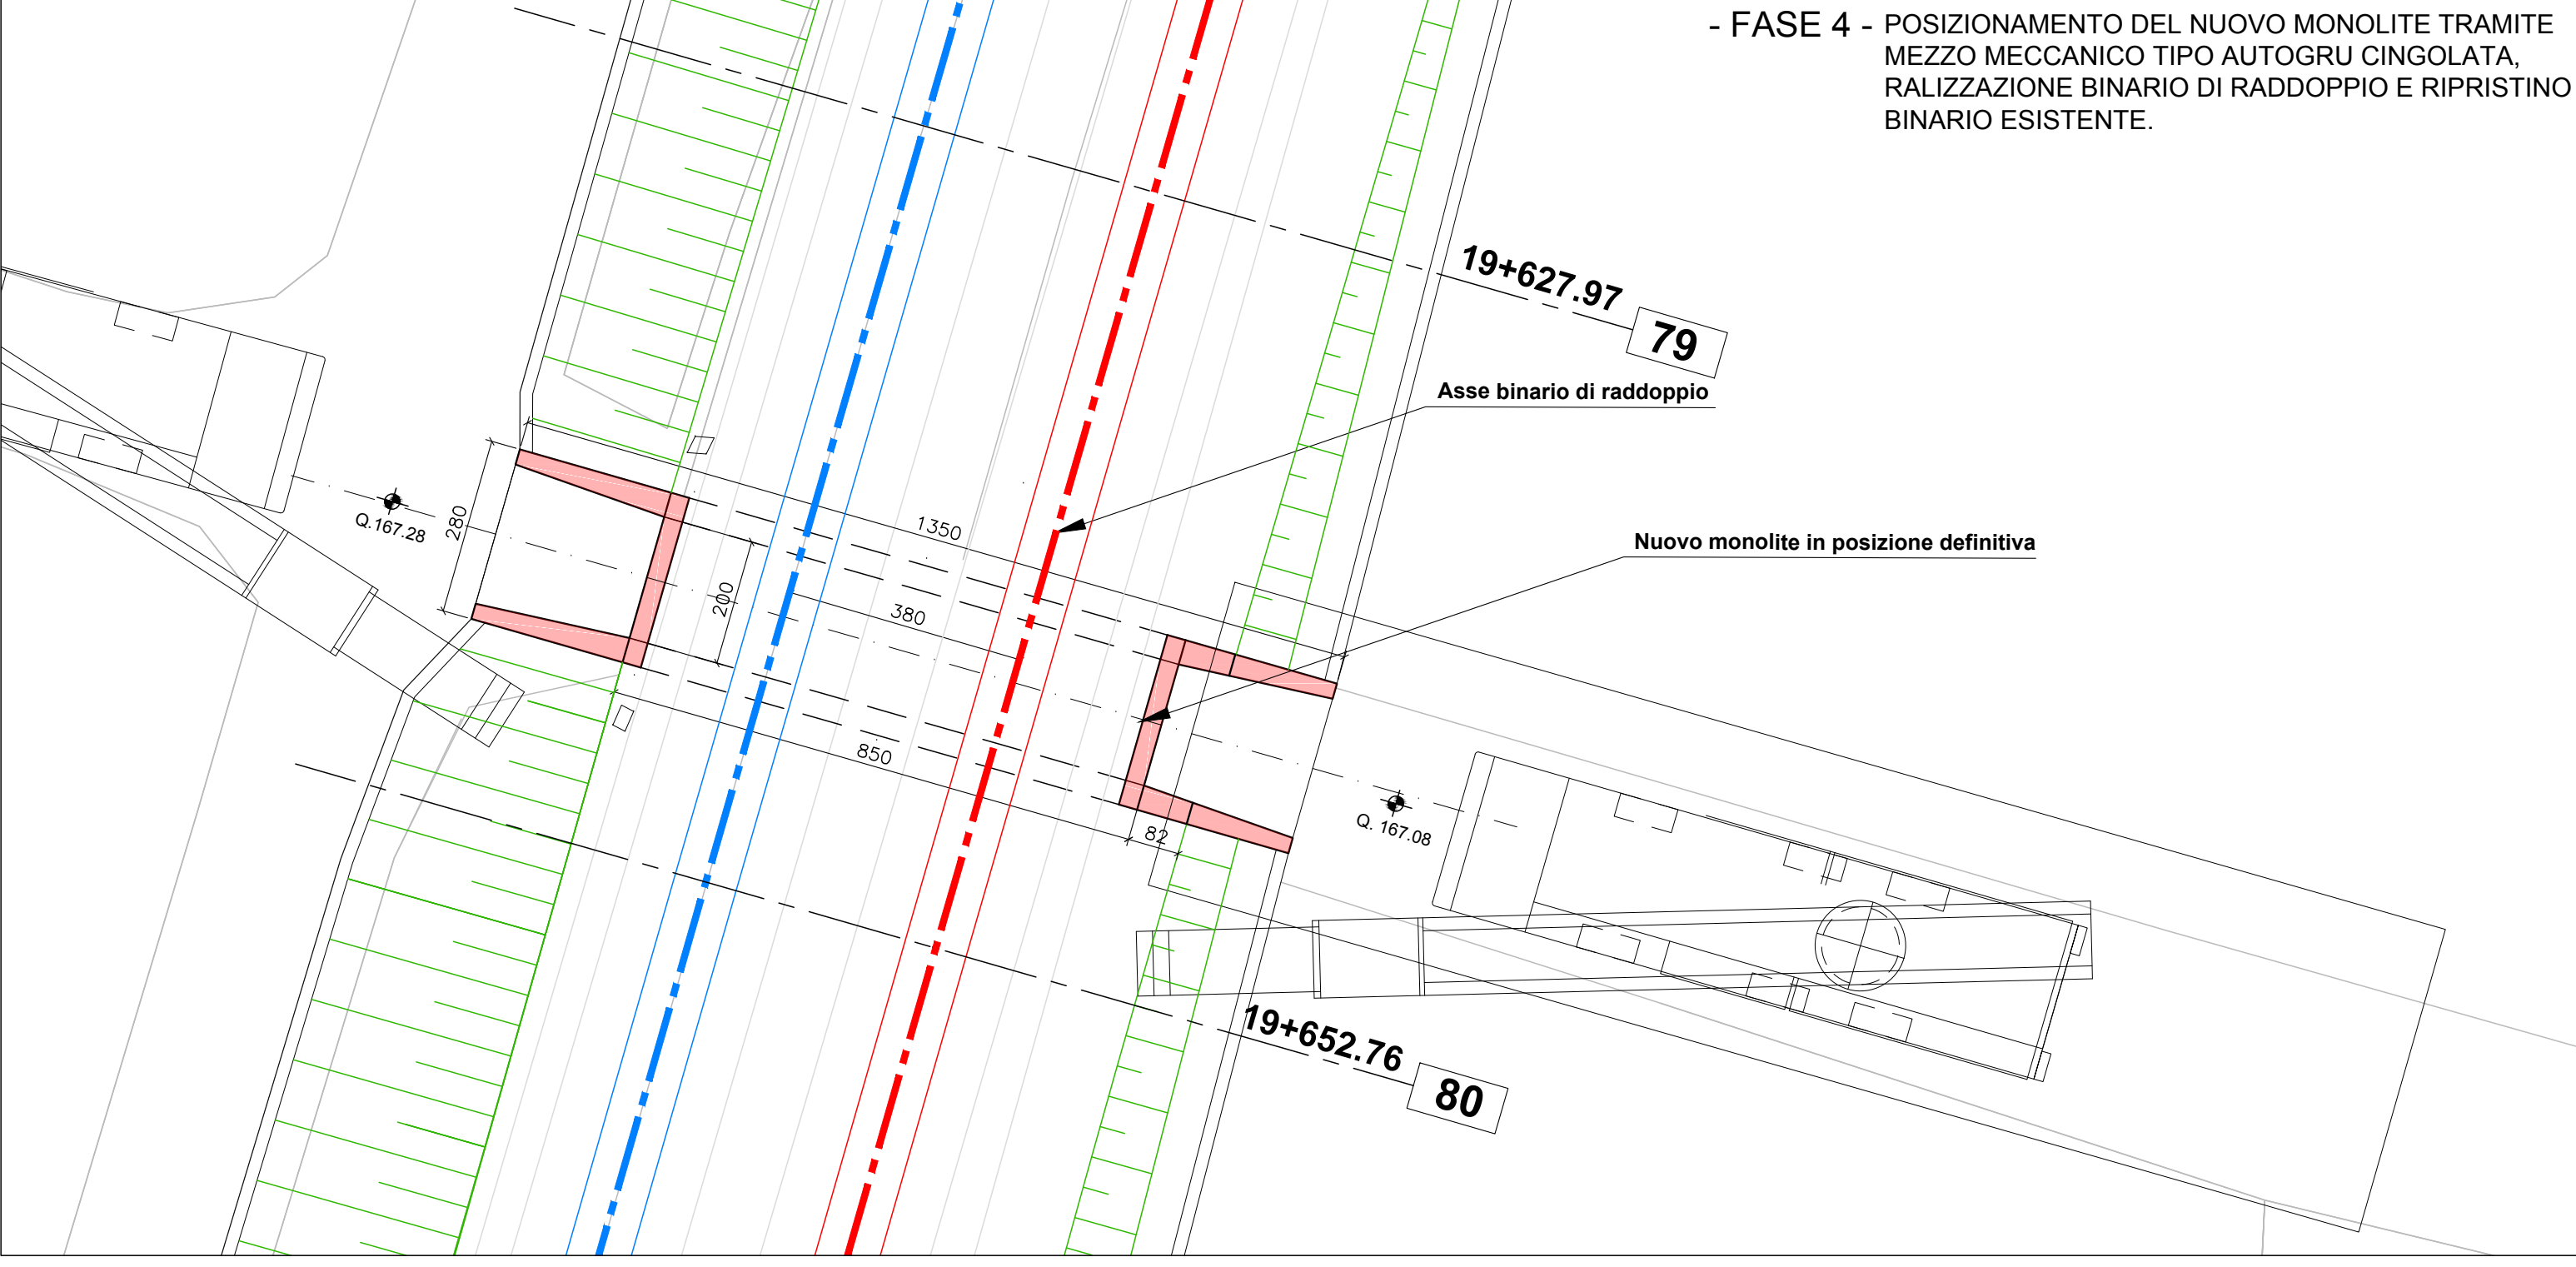 - FASE 4 - POSIZIONAMENTO DEL NUOVO MONOLITE TRAMITE
MEZZO MECCANICO TIPO AUTOGRU CINGOLATA,
RALIZZAZIONE BINARIO DI RADDOPPIO E RIPRISTINO
BINARIO ESISTENTE.
19+627.97
79
Asse binario di raddoppio
Q.167.28
280
1350
Nuovo monolite in posizione definitiva
200
380
850
82
Q. 167.08
19+652.76
80